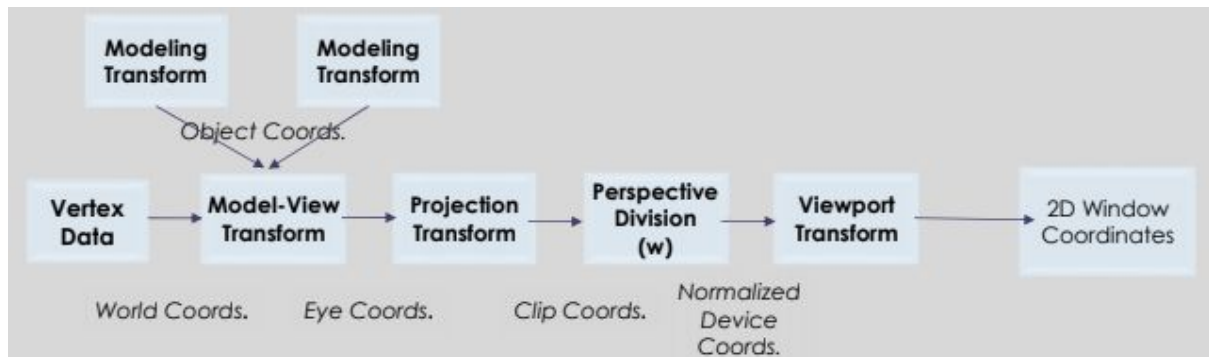 Modeling
Transform
Modeling
Transform
Object Coords.
Vertex
Data
Model-View
Transform
Projection
Transform
Perspective
Division
(w)
Viewport
Transform
2D Window
Coordinates
World Coords.
Eye Coords.
Clip Coords.
Normalized
Device
Coords.